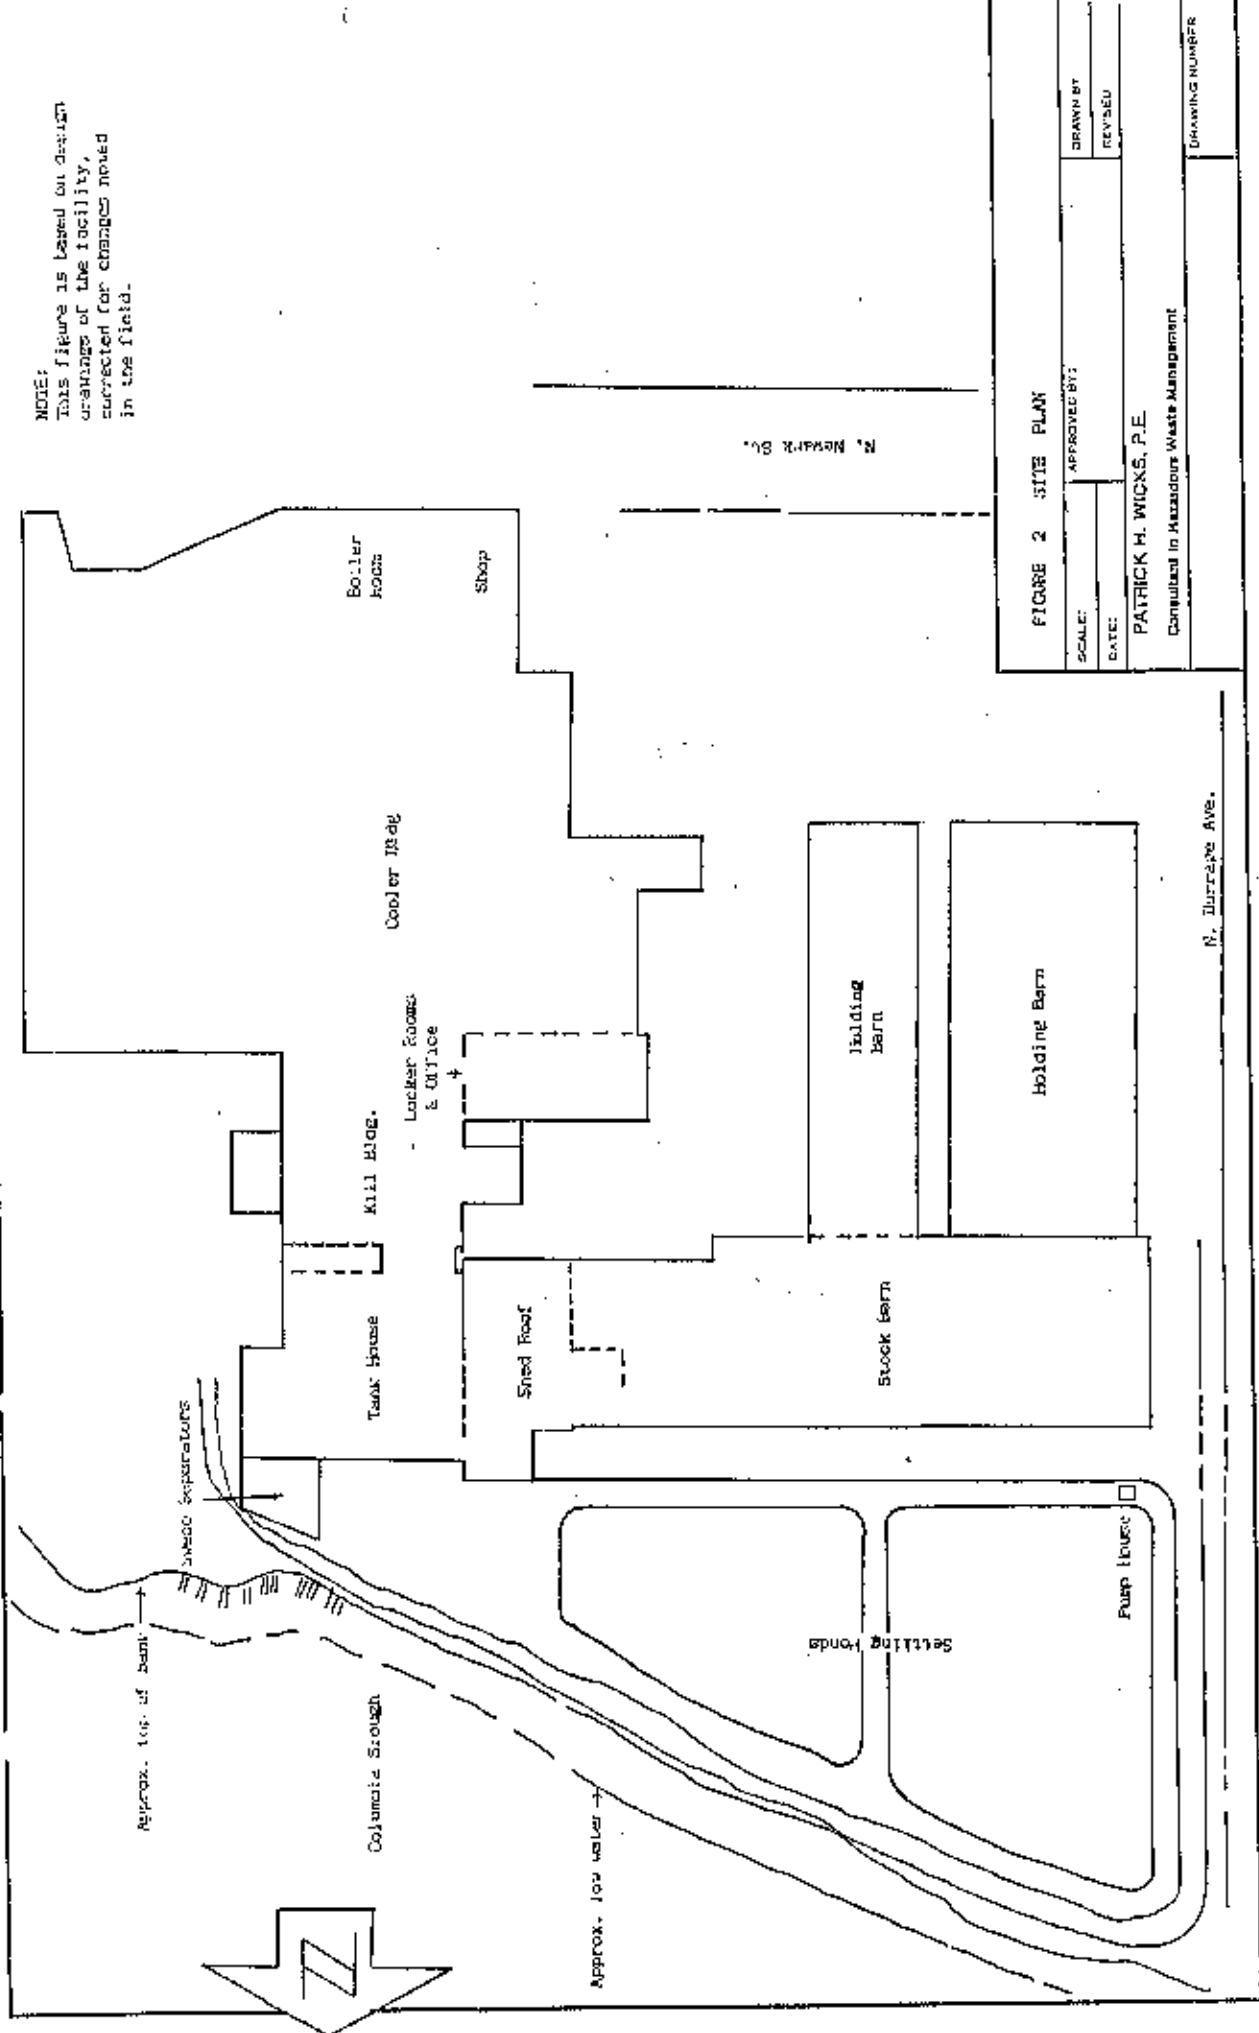 NOTE:
This figure is based on design
drawings of the facility,
corrected for changes noted
in the field.
Boiler
Room
Shop
N. Newark St.
Cooler Bldg
Locker Rooms
& Office
Kill Bldg.
Tank House
Shed Roof
Holding
Barn
Holding Barn
Stock Barn
N. Burrage Ave.
Separators
Approx. top of bank
Columbia Slough
Approx. low water
Settling Ponds
Pump House
N
FIGURE 2 SITE PLAN
SCALE:
APPROVED BY:
DRAWN BY
DATE:
REVISED
PATRICK H. WICKS, P.E.
Consultant in Hazardous Waste Management
DRAWING NUMBER